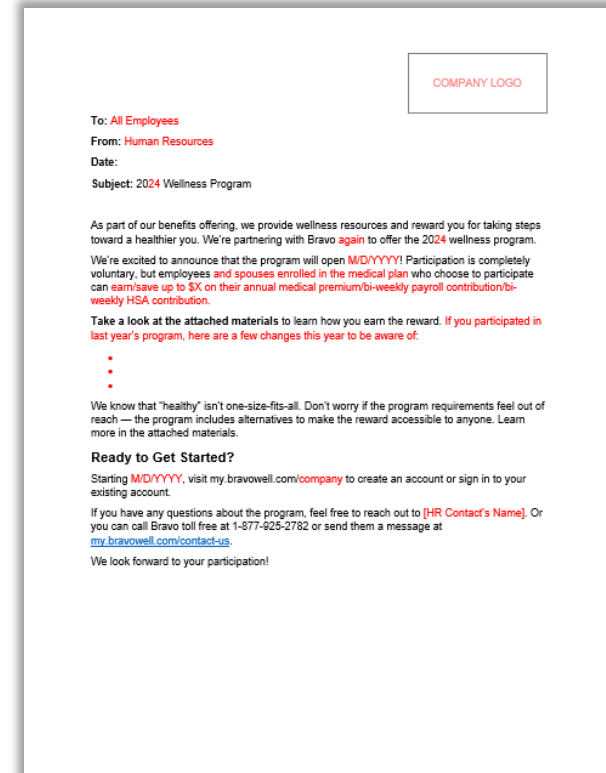 COMPANY LOGO
To: All Employees
From: Human Resources
Date:
Subject: 2024 Wellness Program
As part of our benefits offering, we provide wellness resources and reward you for taking steps
toward a healthier you. We're partnering with Bravo again to offer the 2024 wellness program.
We're excited to announce that the program will open M/D/YYYY! Participation is completely
voluntary, but employees and spouses enrolled in the medical plan who choose to participate
can earn/save up to $X on their annual medical premium/bi-weekly payroll contribution/bi-
weekly HSA contribution.
Take a look at the attached materials to learn how you earn the reward. If you participated in
last year's program, here are a few changes this year to be aware of:
•
•
•
We know that “healthy” isn't one-size-fits-all. Don't worry if the program requirements feel out of
reach — the program includes alternatives to make the reward accessible to anyone. Learn
more in the attached materials.
Ready to Get Started?
Starting M/D/YYYY, visit my.bravowell.com/company to create an account or sign in to your
existing account.
If you have any questions about the program, feel free to reach out to [HR Contact's Name]. Or
you can call Bravo toll free at 1-877-925-2782 or send them a message at
my.bravowell.com/contact-us.
We look forward to your participation!